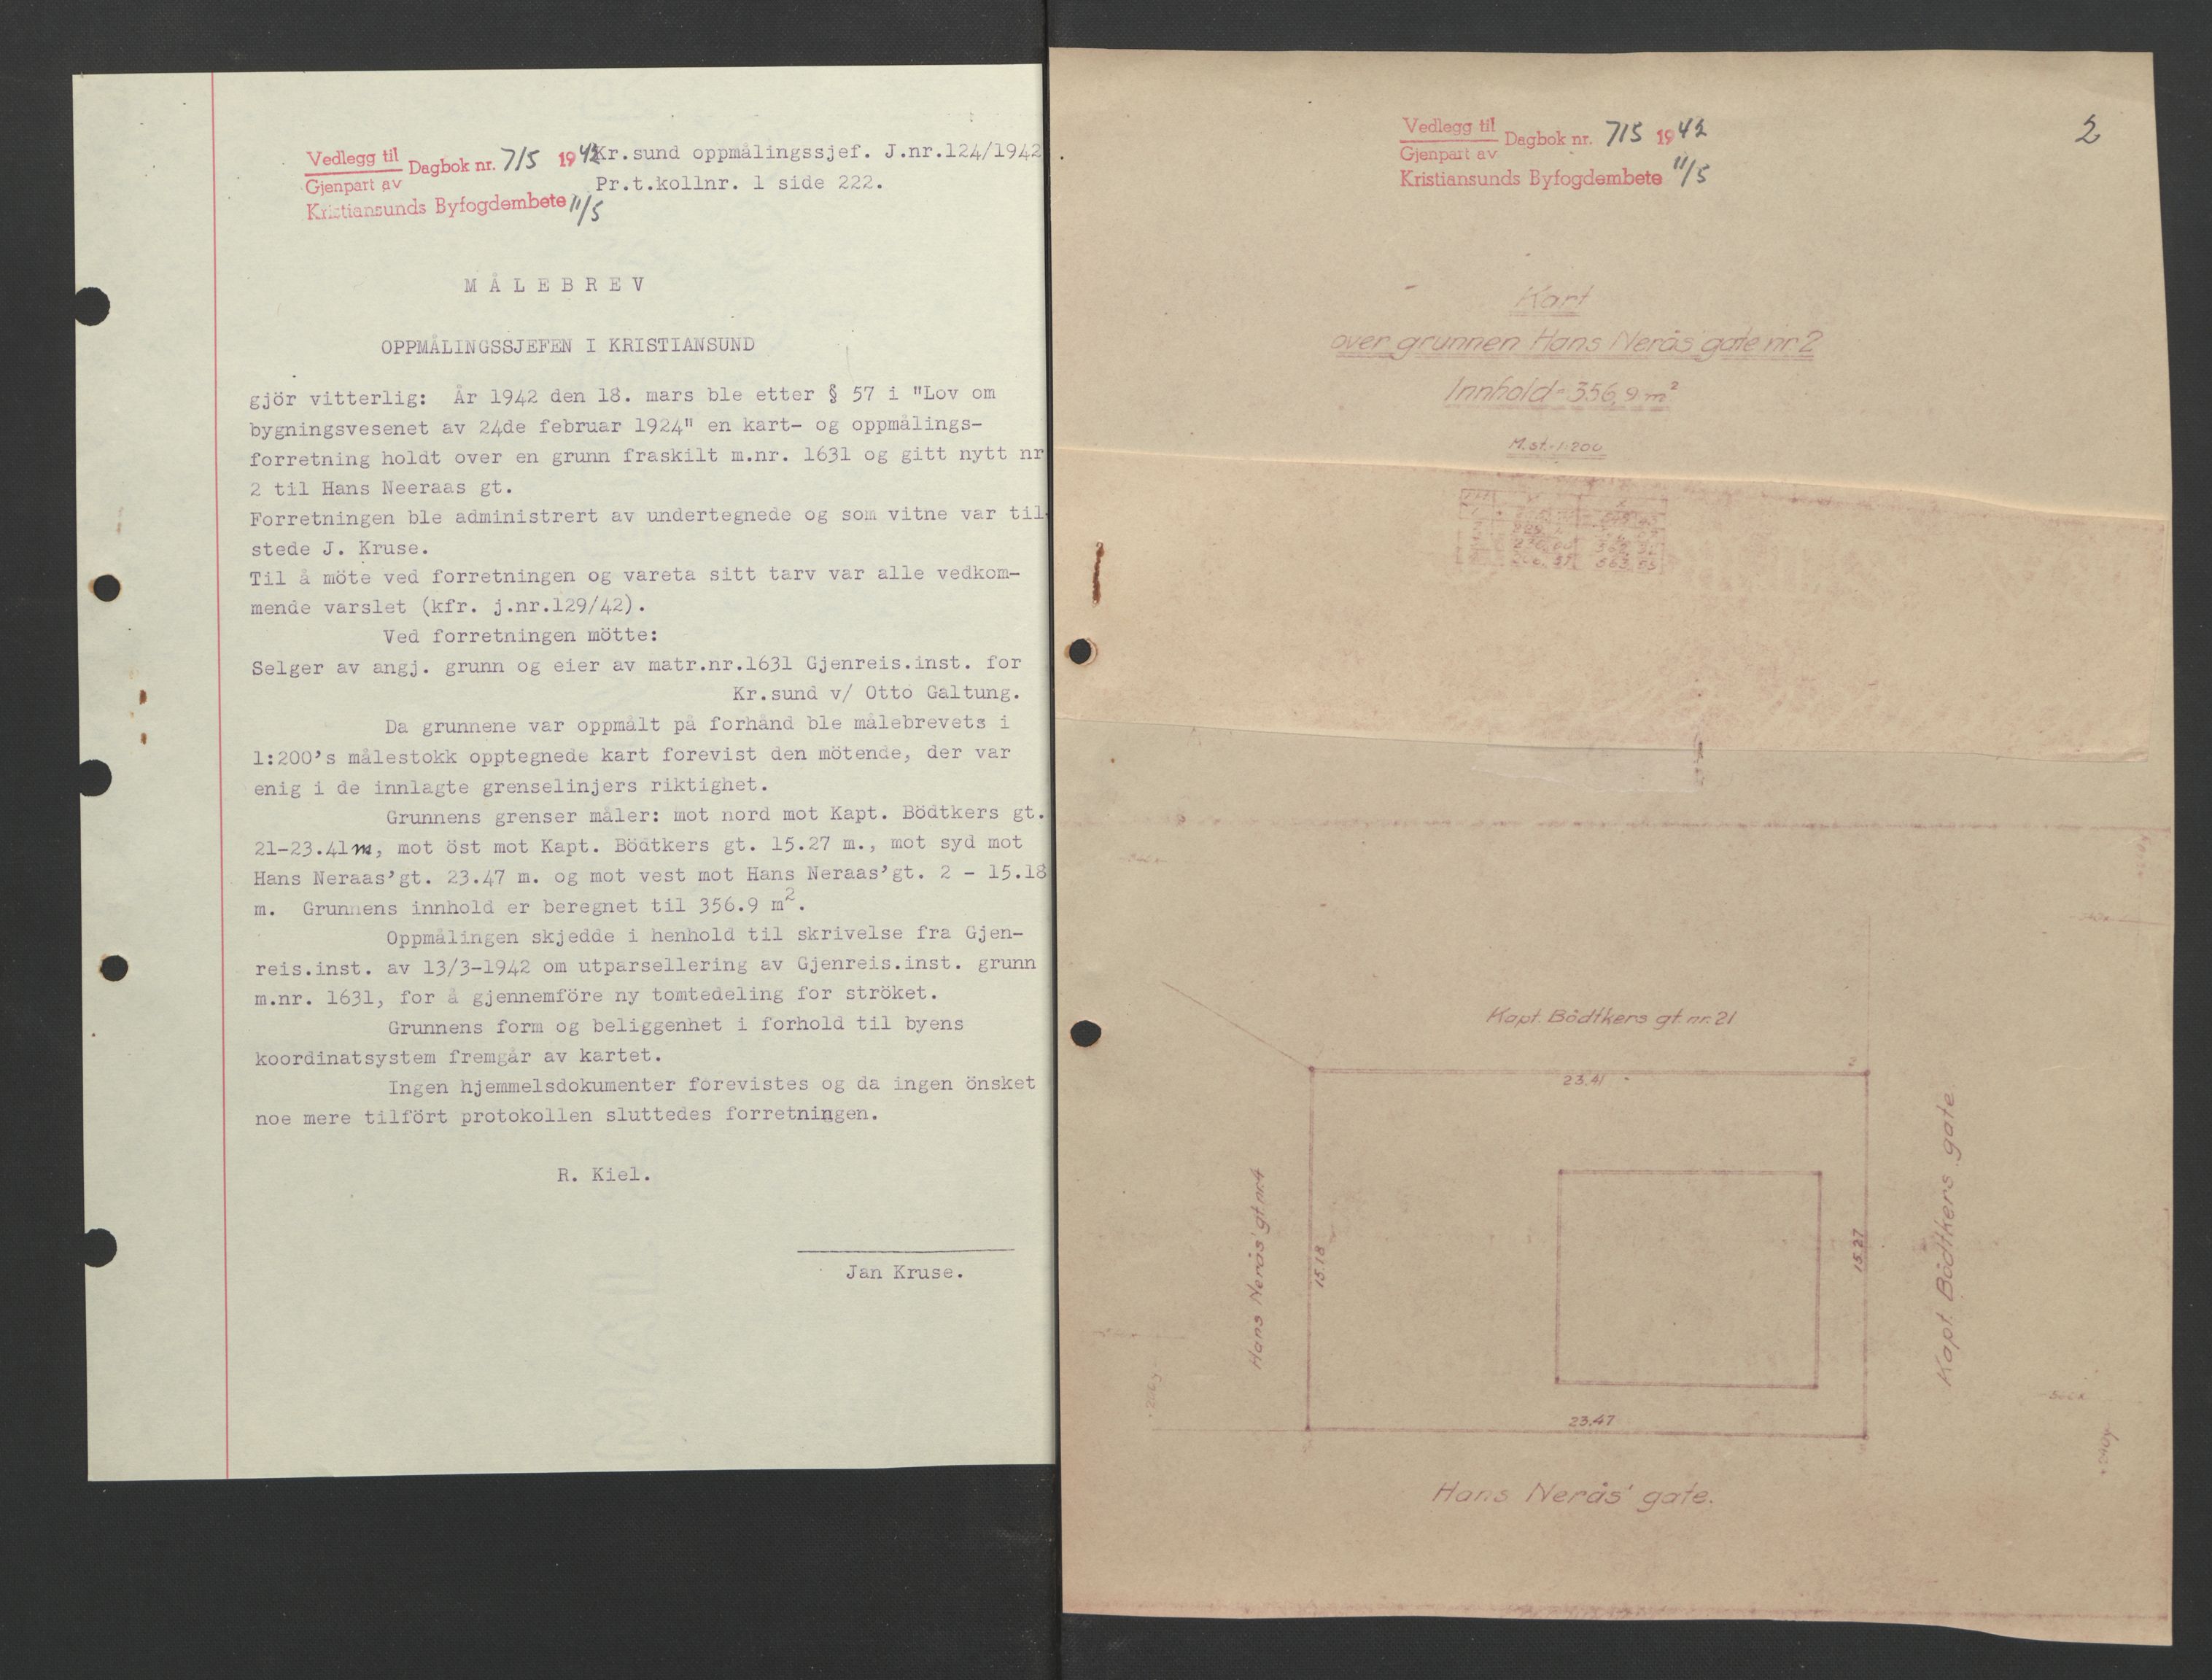 Vedlegg til
Gjenpart av
Dagbok nr. 715 1942
Kristiansunds Byfogdembete 11/5
Kr.sund oppmålingssjef. J.nr.124/1942
Pr.t.kollnr. 1 side 222.
MÅLEBREV
OPPMÅLINGSSJEFEN I KRISTIANSUND
gjör vitterlig: År 1942 den 18. mars ble etter § 57 i "Lov om
bygningsvesenet av 24de februar 1924" en kart- og oppmålings-
forretning holdt over en grunn fraskilt m.nr. 1631 og gitt nytt nr
2 til Hans Neeraas gt.
Forretningen ble administrert av undertegnede og som vitne var til-
stede J. Kruse.
Til å möte ved forretningen og vareta sitt tarv var alle vedkom-
mende varslet (kfr. j.nr.129/42).
Ved forretningen mötte:
Selger av angj. grunn og eier av matr.nr.1631 Gjenreis.inst. for
Kr.sund v/ Otto Galtung.
Da grunnene var oppmålt på forhånd ble målebrevets i
1:200's målestokk opptegnede kart forevist den mötende, der var
enig i de innlagte grenselinjers riktighet.
Grunnens grenser måler: mot nord mot Kapt. Bödtkers gt.
21-23.41m, mot öst mot Kapt. Bödtkers gt. 15.27 m., mot syd mot
Hans Neraas'gt. 23.47 m. og mot vest mot Hans Neraas'gt. 2 - 15.18
m. Grunnens innhold er beregnet til 356.9 m2.
Oppmålingen skjedde i henhold til skrivelse fra Gjen-
reis.inst. av 13/3-1942 om utparsellering av Gjenreis.inst. grunn
m.nr. 1631, for å gjennemföre ny tomtedeling for ströket.
Grunnens form og beliggenhet i forhold til byens
koordinatsystem fremgår av kartet.
Ingen hjemmelsdokumenter forevistes og da ingen önsket
noe mere tilfört protokollen sluttedes forretningen.
R. Kiel.
Jan Kruse.
Vedlegg til
Gjenpart av
Dagbok nr. 715 1942
Kristiansunds Byfogdembete 11/5
2
Kart
over grunnen Hans Nerås' gate nr 2
Innhold = 356,9 m²
M.st.-1:200
Kapt. Bödtkers gt. nr. 21
23.41
Hans Nerås' gt nr.4
15.18
15.27
Kapt. Bödtkers gate
23.47
Hans Nerås' gate.